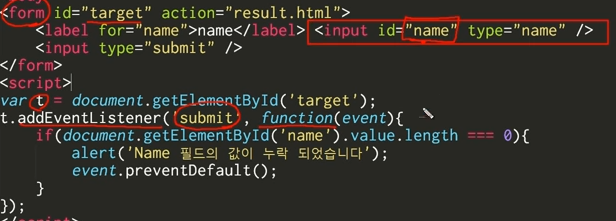 <form id="target" action="result.html">
<label for="name">name</label> <input id="name" type="name" />
<input type="submit" />
</form>
<script>
var t = document.getElementById('target');
t.addEventListener('submit', function(event){
if(document.getElementById('name').value.length === 0){
alert('Name 필드의 값이 누락 되었습니다');
event.preventDefault();
}
});